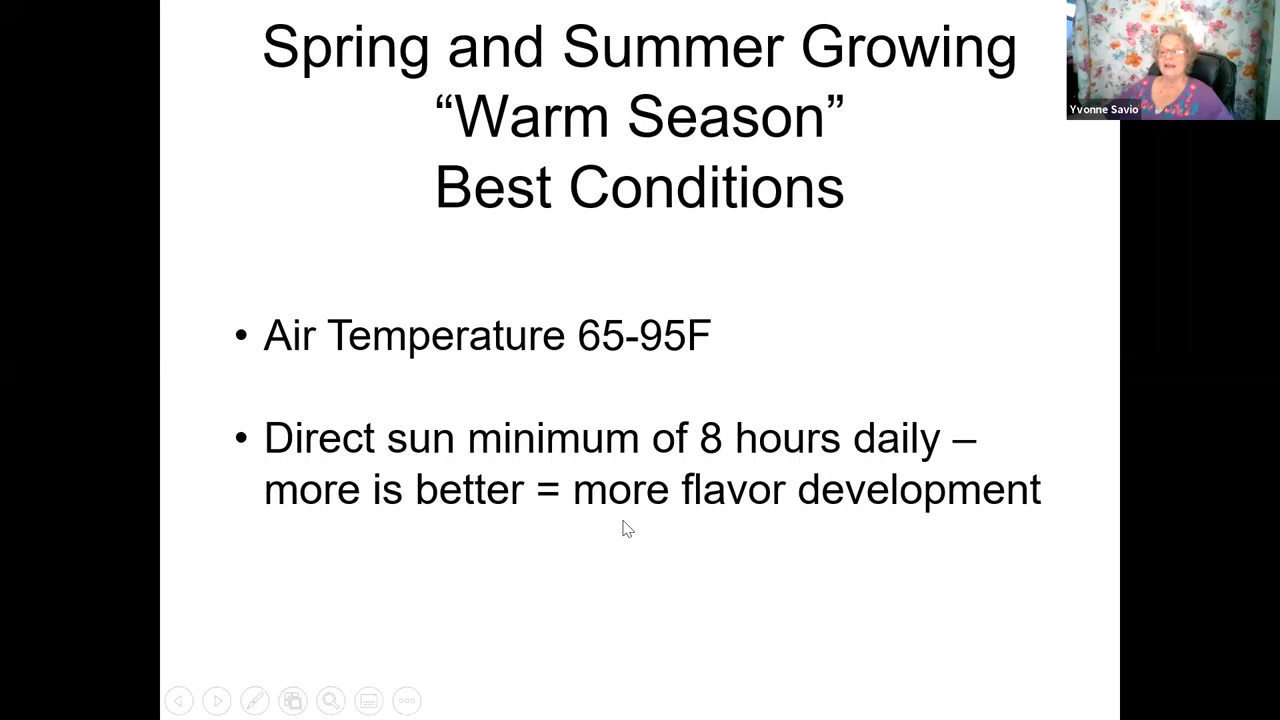 Spring and Summer Growing
“Warm Season”
Best Conditions
Yvonne Savio
• Air Temperature 65-95F
• Direct sun minimum of 8 hours daily –
more is better = more flavor development